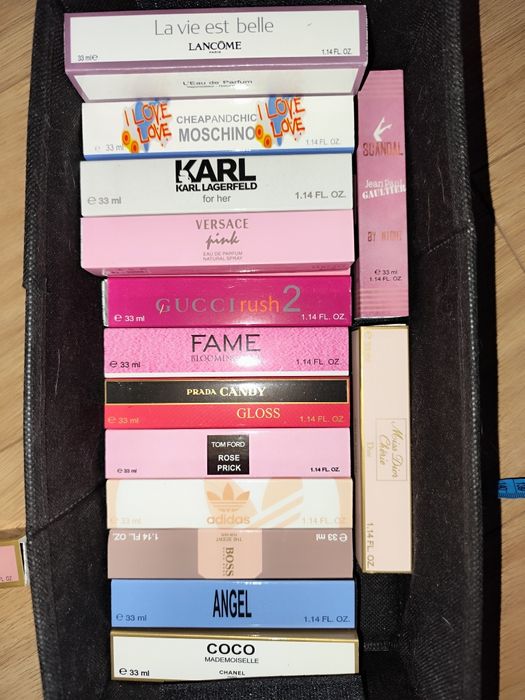 La vie est belle
LANCÔME
PARIS
33 ml℮
1.14 FL. OZ.
L'Eau de Parfum
I LOVE LOVE
CHEAPANDCHIC
MOSCHINO
I LOVE LOVE
℮ 33 ml
1.14 FL. OZ.
KARL
KARL LAGERFELD
for her
℮ 33 ml
1.14 FL. OZ.
VERSACE
pink
EAU DE PARFUM
NATURAL SPRAY
GUCCI rush 2
℮ 33 ml
1.14 FL. OZ.
FAME
℮ 33 ml
1.14 FL. OZ.
PRADA CANDY
GLOSS
℮ 33 ml
1.14 FL. OZ.
TOM FORD
ROSE
PRICK
℮ 33 ml
1.14 FL. OZ.
adidas
℮ 33 ml
1.14 FL. OZ.
BOSS
THE SCENT
℮ 33 ml
1.14 FL. OZ.
ANGEL
℮ 33 ml
1.14 FL. OZ.
COCO
MADEMOISELLE
CHANEL
℮ 33 ml
1.14 FL. OZ.
SCANDAL
Jean Paul
GAULTIER
BY NIGHT
℮ 33 ml
1.14 FL. OZ.
Miss Dior
Chérie
Dior
1.14 FL. OZ.